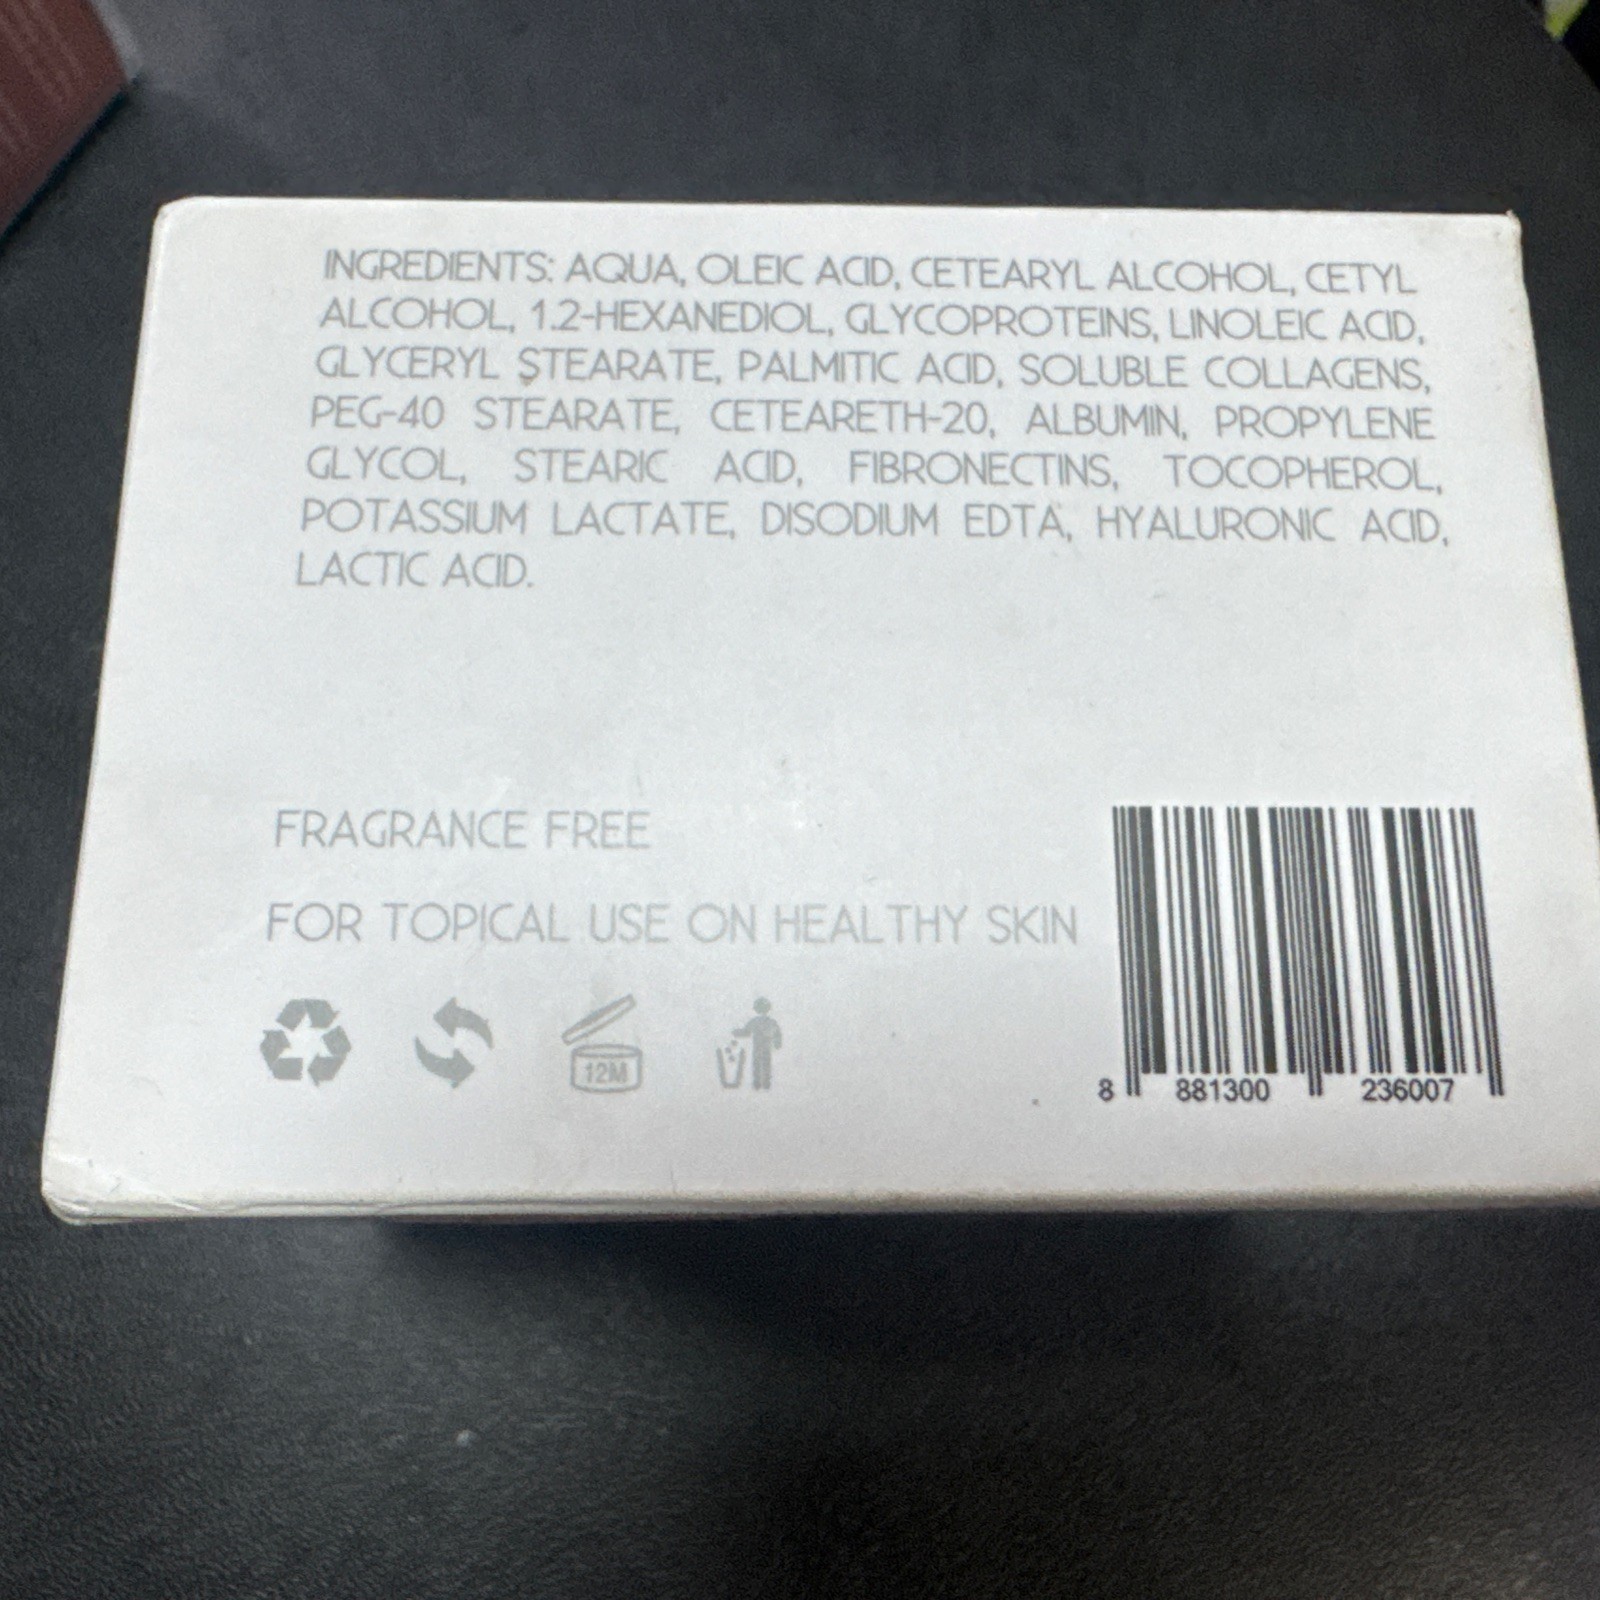 INGREDIENTS: AQUA, OLEIC ACID, CETEARYL ALCOHOL, CETYL
ALCOHOL, 1.2-HEXANEDIOL, GLYCOPROTEINS, LINOLEIC ACID,
GLYCERYL STEARATE, PALMITIC ACID, SOLUBLE COLLAGENS,
PEG-40 STEARATE, CETEARETH-20, ALBUMIN, PROPYLENE
GLYCOL, STEARIC ACID, FIBRONECTINS, TOCOPHEROL,
POTASSIUM LACTATE, DISODIUM EDTA, HYALURONIC ACID,
LACTIC ACID.
FRAGRANCE FREE
FOR TOPICAL USE ON HEALTHY SKIN
12M
8 881300 236007